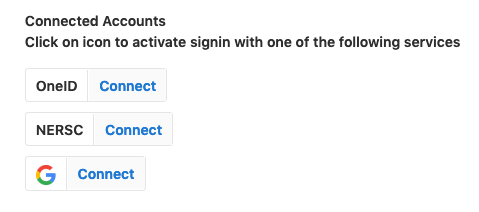 Connected Accounts
Click on icon to activate signin with one of the following services
OneID Connect
NERSC Connect
G Connect